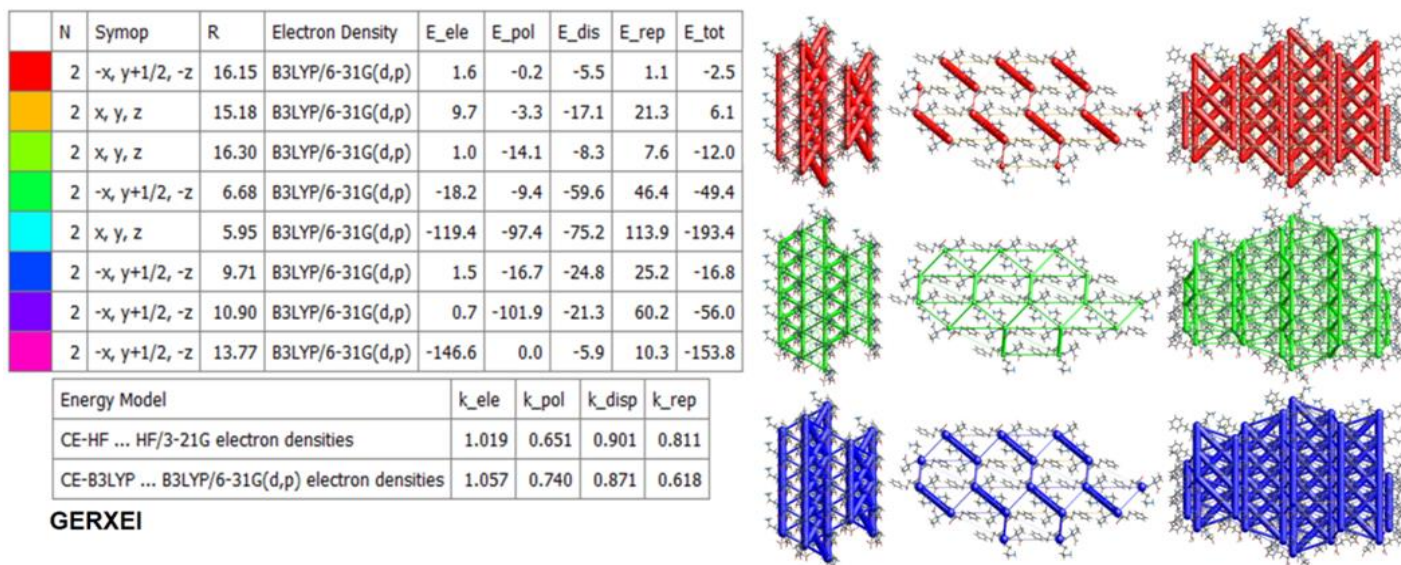 N Symop R Electron Density E_ele E_pol E_dis E_rep E_tot
2 -x, y+1/2, -z 16.15 B3LYP/6-31G(d,p) 1.6 -0.2 -5.5 1.1 -2.5
2 x, y, z 15.18 B3LYP/6-31G(d,p) 9.7 -3.3 -17.1 21.3 6.1
2 x, y, z 16.30 B3LYP/6-31G(d,p) 1.0 -14.1 -8.3 7.6 -12.0
2 -x, y+1/2, -z 6.68 B3LYP/6-31G(d,p) -18.2 -9.4 -59.6 46.4 -49.4
2 x, y, z 5.95 B3LYP/6-31G(d,p) -119.4 -97.4 -75.2 113.9 -193.4
2 -x, y+1/2, -z 9.71 B3LYP/6-31G(d,p) 1.5 -16.7 -24.8 25.2 -16.8
2 -x, y+1/2, -z 10.90 B3LYP/6-31G(d,p) 0.7 -101.9 -21.3 60.2 -56.0
2 -x, y+1/2, -z 13.77 B3LYP/6-31G(d,p) -146.6 0.0 -5.9 10.3 -153.8
Energy Model k_ele k_pol k_disp k_rep
CE-HF ... HF/3-21G electron densities 1.019 0.651 0.901 0.811
CE-B3LYP ... B3LYP/6-31G(d,p) electron densities 1.057 0.740 0.871 0.618
GERXEI